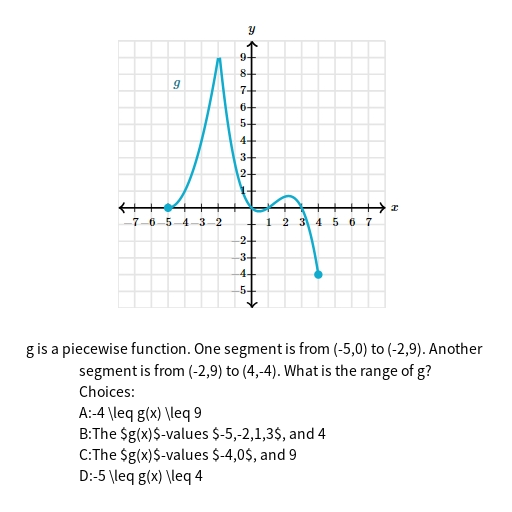 y
9
8
g
7
6
5
4
3
2
1
x
-7 -6 -5 -4 -3 -2 1 2 3 4 5 6 7
-2
-3
-4
-5
g is a piecewise function. One segment is from (-5,0) to (-2,9). Another
segment is from (-2,9) to (4,-4). What is the range of g?
Choices:
A:-4 \leq g(x) \leq 9
B:The $g(x)$-values $-5,-2,1,3$, and 4
C:The $g(x)$-values $-4,0$, and 9
D:-5 \leq g(x) \leq 4